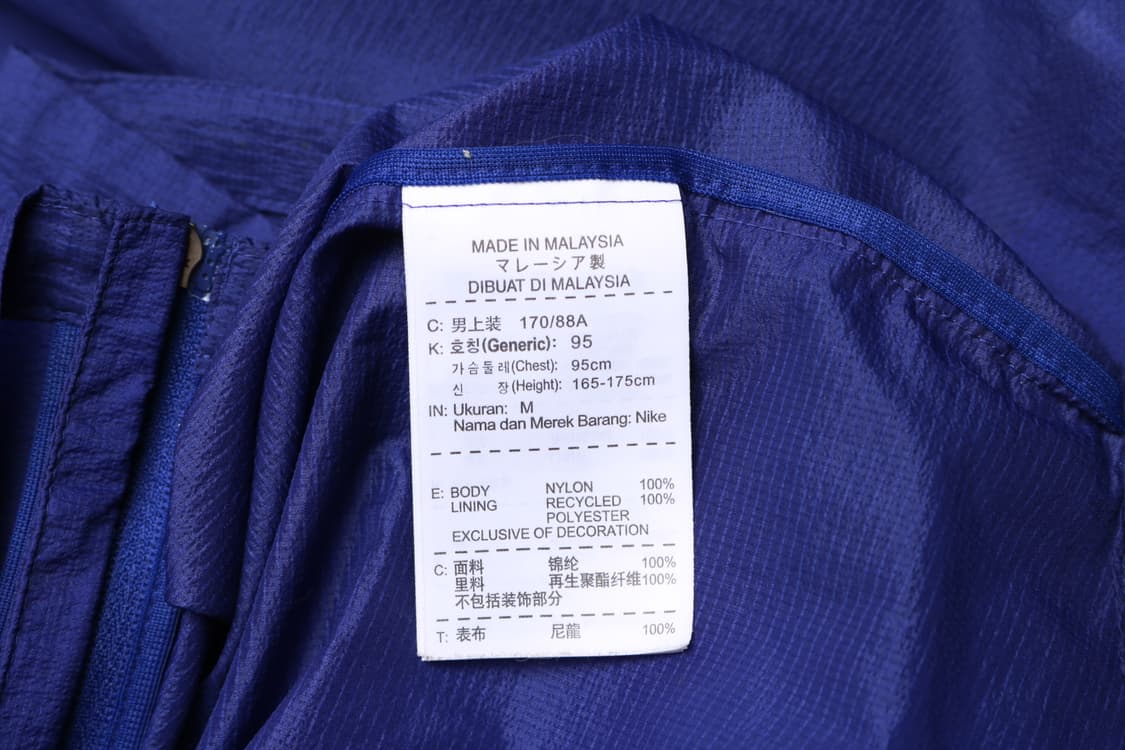 MADE IN MALAYSIA
マレーシア製
DIBUAT DI MALAYSIA
C: 男上装 170/88A
K: 호칭(Generic): 95
가슴둘레(Chest): 95cm
신 장(Height): 165-175cm
IN: Ukuran: M
Nama dan Merek Barang: Nike
E: BODY NYLON 100%
LINING RECYCLED 100%
POLYESTER
EXCLUSIVE OF DECORATION
C: 面料 锦纶 100%
里料 再生聚酯纤维100%
不包括装饰部分
T: 表布 尼龍 100%